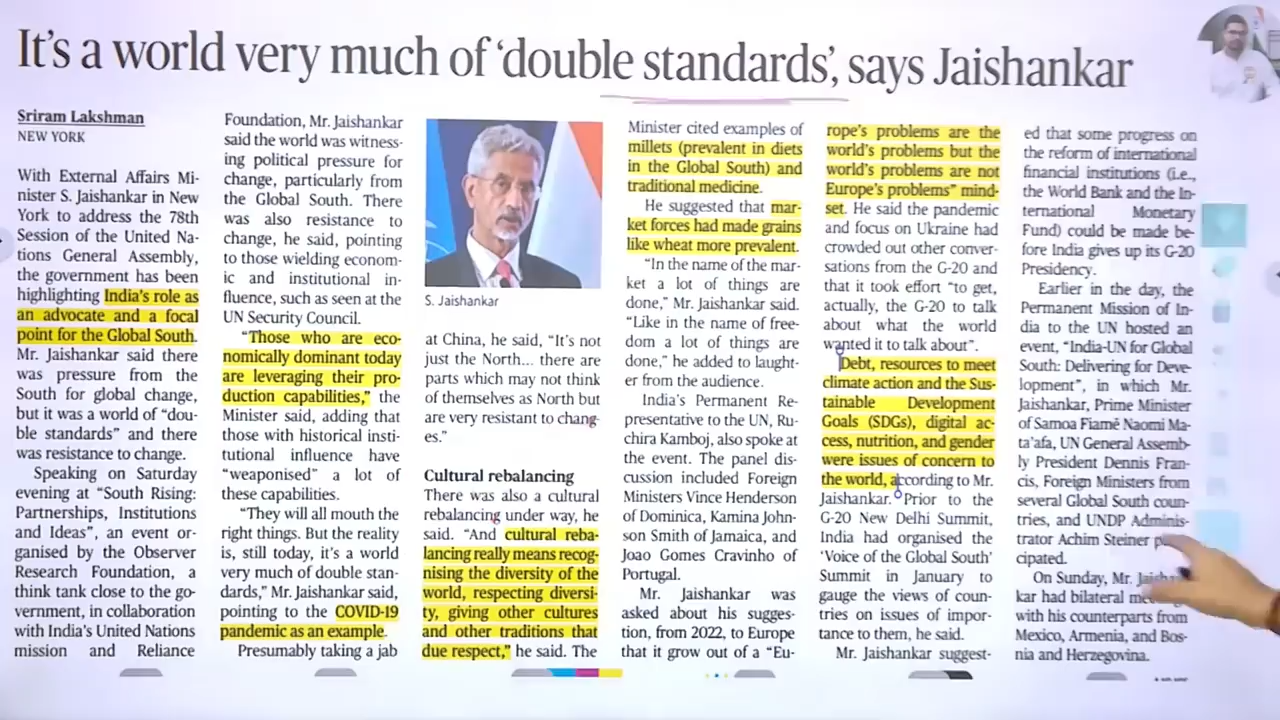 It's a world very much of 'double standards', says Jaishankar
Sriram Lakshman
NEW YORK
With External Affairs Mi-
nister S. Jaishankar in New
York to address the 78th
Session of the United Na-
tions General Assembly,
the government has been
highlighting India's role as
an advocate and a focal
point for the Global South.
Mr. Jaishankar said there
was pressure from the
South for global change,
but it was a world of "dou-
ble standards" and there
was resistance to change.
Speaking on Saturday
evening at "South Rising:
Partnerships, Institutions
and Ideas", an event or-
ganised by the Observer
Research Foundation, a
think tank close to the go-
vernment, in collaboration
with India's United Nations
mission and Reliance
Foundation, Mr. Jaishankar
said the world was witness-
ing political pressure for
change, particularly from
the Global South. There
was also resistance to
change, he said, pointing
to those wielding econom-
ic and institutional in-
fluence, such as seen at the
UN Security Council.
"Those who are eco-
nomically dominant today
are leveraging their pro-
duction capabilities," the
Minister said, adding that
those with historical insti-
tutional influence have
"weaponised" a lot of
these capabilities.
"They will all mouth the
right things. But the reality
is, still today, it's a world
very much of double stan-
dards," Mr. Jaishankar said,
pointing to the COVID-19
pandemic as an example.
Presumably taking a jab
S. Jaishankar
at China, he said, "It's not
just the North... there are
parts which may not think
of themselves as North but
are very resistant to chang-
es."
Cultural rebalancing
There was also a cultural
rebalaning under way, he
said. "And cultural reba-
lancing really means recog-
nising the diversity of the
world, respecting diversi-
ty, giving other cultures
and other traditions that
due respect," he said. The
Minister cited examples of
millets (prevalent in diets
in the Global South) and
traditional medicine.
He suggested that mar-
ket forces had made grains
like wheat more prevalent.
"In the name of the mar-
ket a lot of things are
done," Mr. Jaishankar said.
"Like in the name of free-
dom a lot of things are
done," he added to laught-
er from the audience.
India's Permanent Re-
presentative to the UN, Ru-
chira Kamboj, also spoke at
the event. The panel dis-
cussion included Foreign
Ministers Vince Henderson
of Dominica, Kamina John-
son Smith of Jamaica, and
Joao Gomes Cravinho of
Portugal.
Mr. Jaishankar was
asked about his sugges-
tion, from 2022, to Europe
that it grow out of a "Eu-
rope's problems are the
world's problems but the
world's problems are not
Europe's problems" mind-
set. He said the pandemic
and focus on Ukraine had
crowded out other conver-
sations from the G-20 and
that it took effort "to get,
actually, the G-20 to talk
about what the world
wanted it to talk about".
Debt, resources to meet
climate action and the Sus-
tainable Development
Goals (SDGs), digital ac-
cess, nutrition, and gender
were issues of concern to
the world, according to Mr.
Jaishankar. Prior to the
G-20 New Delhi Summit,
India had organised the
'Voice of the Global South'
Summit in January to
gauge the views of coun-
tries on issues of impor-
tance to them, he said.
Mr. Jaishankar suggest-
ed that some progress on
the reform of international
financial institutions (i.e.,
the World Bank and the In-
ternational Monetary
Fund) could be made be-
fore India gives up its G-20
Presidency.
Earlier in the day, the
Permanent Mission of In-
dia to the UN hosted an
event, "India-UN for Global
South: Delivering for Deve-
lopment", in which Mr.
Jaishankar, Prime Minister
of Samoa Fiamē Naomi Ma-
ta'afa, UN General Assemb-
ly President Dennis Fran-
cis, Foreign Ministers from
several Global South coun-
tries, and UNDP Adminis-
trator Achim Steiner
cipated.
On Sunday, Mr.
kar had bilateral
with his counterparts from
Mexico, Armenia, and Bos-
nia and Herzegovina.